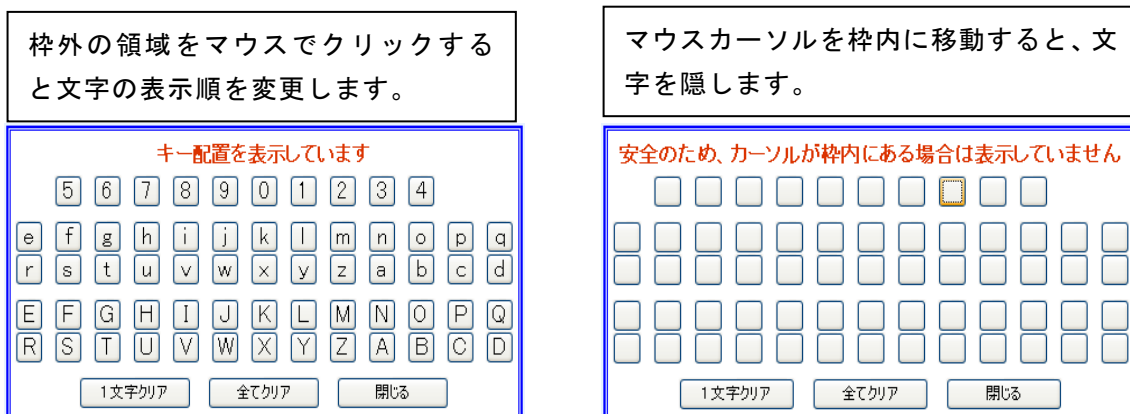 枠外の領域をマウスでクリックする
と文字の表示順を変更します。
キー配置を表示しています
5 6 7 8 9 0 1 2 3 4
e f g h i j k l m n o p q
r s t u v w x y z a b c d
E F G H I J K L M N O P Q
R S T U V W X Y Z A B C D
1文字クリア 全てクリア 閉じる
マウスカーソルを枠内に移動すると、文
字を隠します。
安全のため、カーソルが枠内にある場合は表示していません
1文字クリア 全てクリア 閉じる